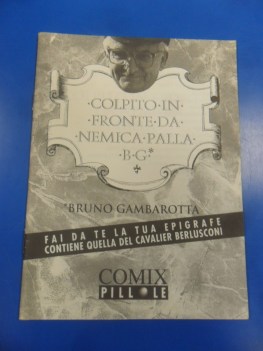 ·COLPITO·IN·
·FRONTE·DA·
·NEMICA·PALLA·
·B·G·*
*BRUNO GAMBAROTTA
FAI DA TE LA TUA EPIGRAFE
CONTIENE QUELLA DEL CAVALIER BERLUSCONI
COMIX
PILLOLE